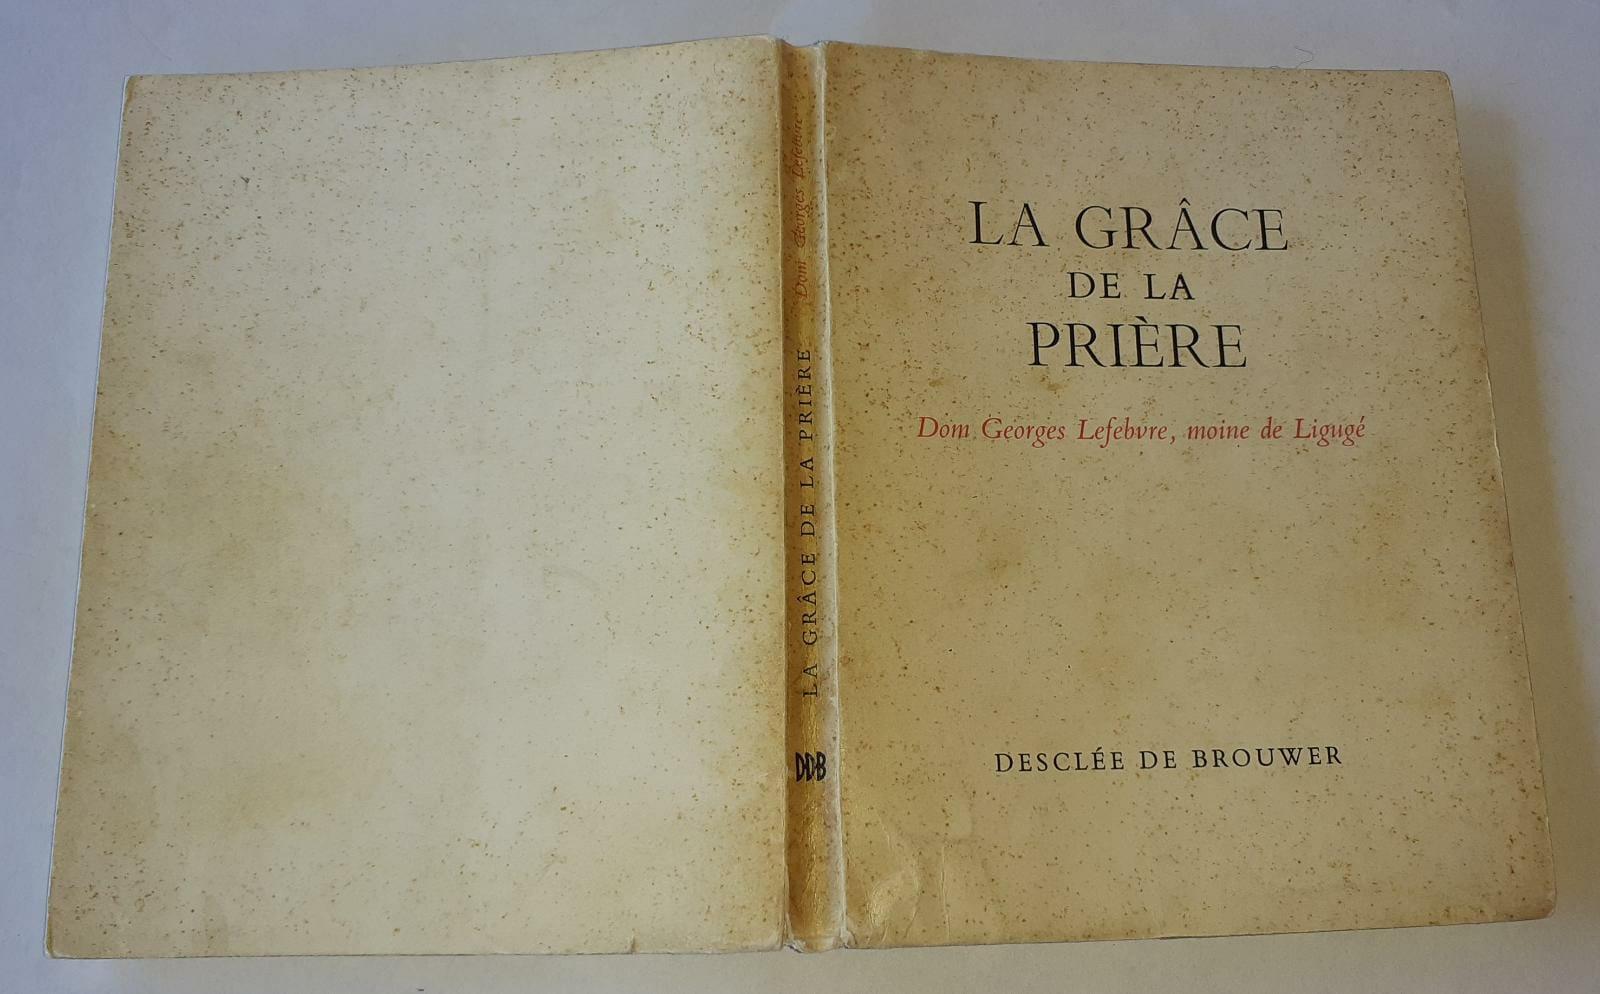 LA GRÂCE
DE LA
PRIÈRE
Dom Georges Lefebvre, moine de Ligugé
DESCLÉE DE BROUWER
LA GRÂCE DE LA PRIÈRE Dom Georges Lefebvre
DDB